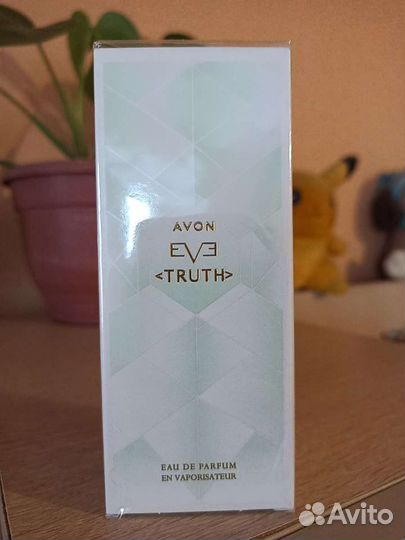 AVON
EVE
<TRUTH>
EAU DE PARFUM
EN VAPORISATEUR
Avito